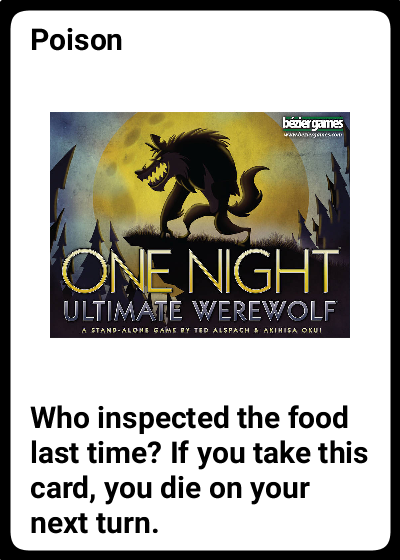 Poison
bézier games
www.beziergames.com
ONE NIGHT
ULTIMATE WEREWOLF
A STAND-ALONE GAME BY TED ALSPACH & AKIHISA OKUI
Who inspected the food
last time? If you take this
card, you die on your
next turn.